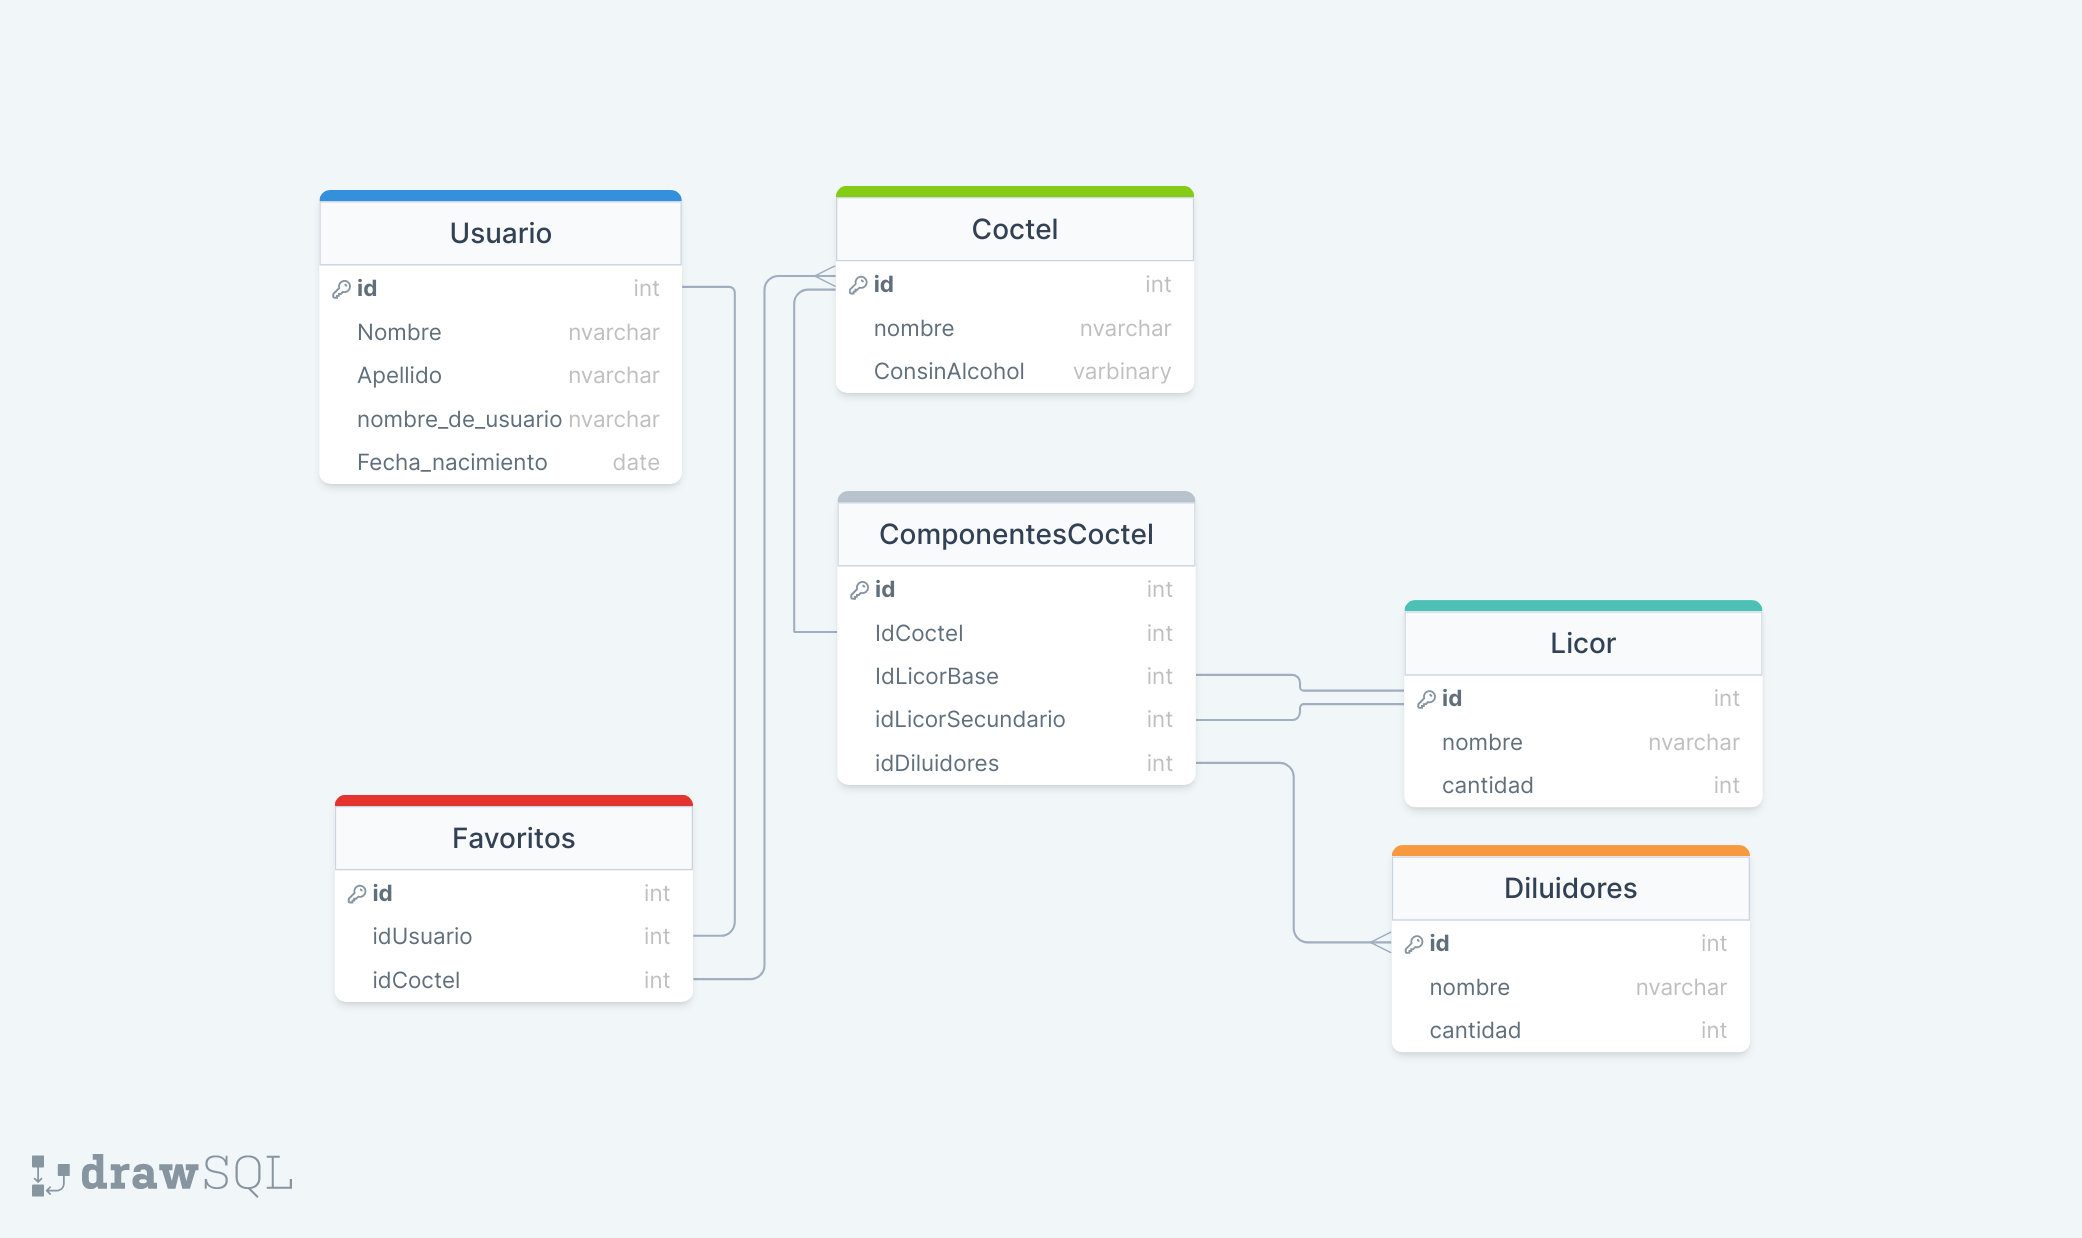 Usuario
id int
Nombre nvarchar
Apellido nvarchar
nombre_de_usuario nvarchar
Fecha_nacimiento date
Coctel
id int
nombre nvarchar
ConsinAlcohol varbinary
ComponentesCoctel
id int
IdCoctel int
IdLicorBase int
idLicorSecundario int
idDiluidores int
Licor
id int
nombre nvarchar
cantidad int
Favoritos
id int
idUsuario int
idCoctel int
Diluidores
id int
nombre nvarchar
cantidad int
drawSQL